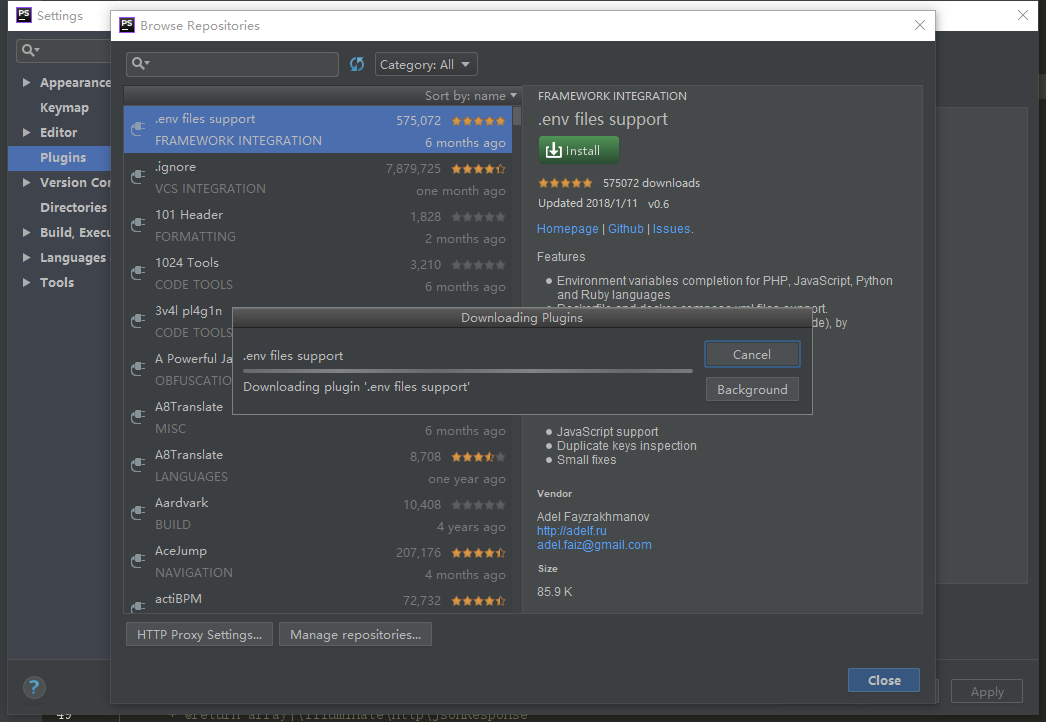 Settings
Browse Repositories
Category: All
Appearance
Keymap
Editor
Plugins
Version Cor
Directories
Build, Execu
Languages
Tools
Sort by: name
.env files support 575,072
FRAMEWORK INTEGRATION 6 months ago
.ignore 7,879,725
VCS INTEGRATION one month ago
101 Header 1,828
FORMATTING 2 months ago
1024 Tools 3,210
CODE TOOLS 6 months ago
3v4l pl4g1n
CODE TOOLS
A Powerful Ja
OBFUSCATIO
A8Translate
MISC 6 months ago
A8Translate 8,708
LANGUAGES one year ago
Aardvark 10,408
BUILD 4 years ago
AceJump 207,176
NAVIGATION 4 months ago
actiBPM 72,732
FRAMEWORK INTEGRATION
.env files support
Install
575072 downloads
Updated 2018/1/11 v0.6
Homepage | Github | Issues.
Features
Environment variables completion for PHP, JavaScript, Python
and Ruby languages
de), by
Downloading Plugins
.env files support
Downloading plugin '.env files support'
Cancel
Background
JavaScript support
Duplicate keys inspection
Small fixes
Vendor
Adel Fayzrakhmanov
http://adelf.ru
adel.faiz@gmail.com
Size
85.9 K
HTTP Proxy Settings...
Manage repositories...
Close
?
Apply
49 * @return array|\Illuminate\Http\JsonResponse